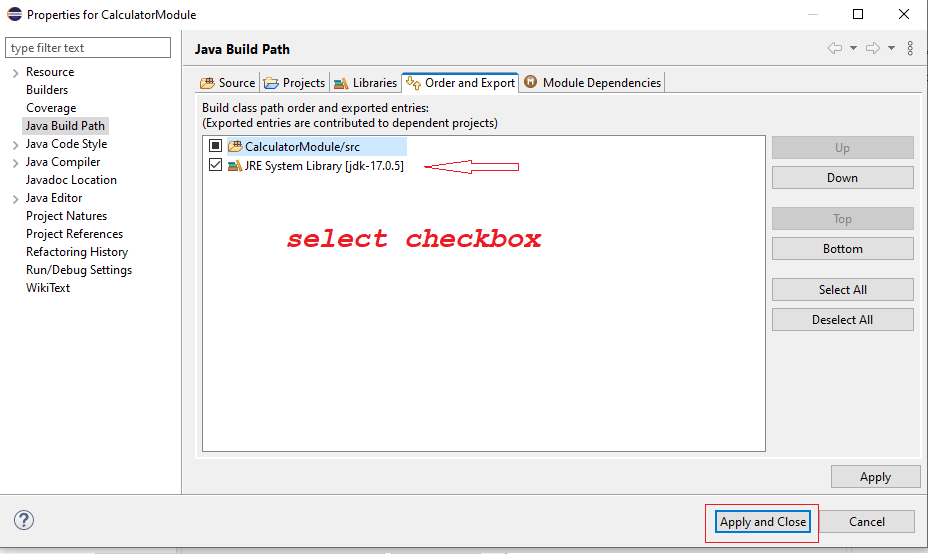 Properties for CalculatorModule
type filter text
Resource
Builders
Coverage
Java Build Path
Java Code Style
Java Compiler
Javadoc Location
Java Editor
Project Natures
Project References
Refactoring History
Run/Debug Settings
WikiText
Java Build Path
Source Projects Libraries Order and Export Module Dependencies
Build class path order and exported entries:
(Exported entries are contributed to dependent projects)
CalculatorModule/src
JRE System Library [jdk-17.0.5]
select checkbox
Up
Down
Top
Bottom
Select All
Deselect All
Apply
Apply and Close Cancel